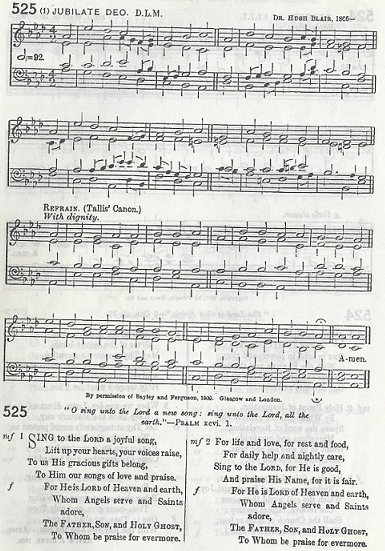 525 (1) JUBILATE DEO. D.L.M.
DR. HUGH BLAIR, 1866—
=92.
REFRAIN. (Tallis' Canon.)
With dignity.
A-men.
By permission of Bayley and Ferguson, 1900. Glasgow and London.
525
"O sing unto the Lord a new song: sing unto the Lord, all the
earth."—PSALM xcvi. 1.
mf 1 SING to the LORD a joyful song,
Lift up your hearts, your voices raise,
To us His gracious gifts belong,
To Him our songs of love and praise.
f For He is LORD of Heaven and earth,
Whom Angels serve and Saints
adore,
The FATHER, SON, and HOLY GHOST,
To Whom be praise for evermore.
mf 2 For life and love, for rest and food,
For daily help and nightly care,
Sing to the LORD, for He is good,
And praise His Name, for it is fair.
f For He is LORD of Heaven and earth,
Whom Angels serve and Saints
adore,
The FATHER, SON, and HOLY GHOST,
To Whom be praise for evermore.